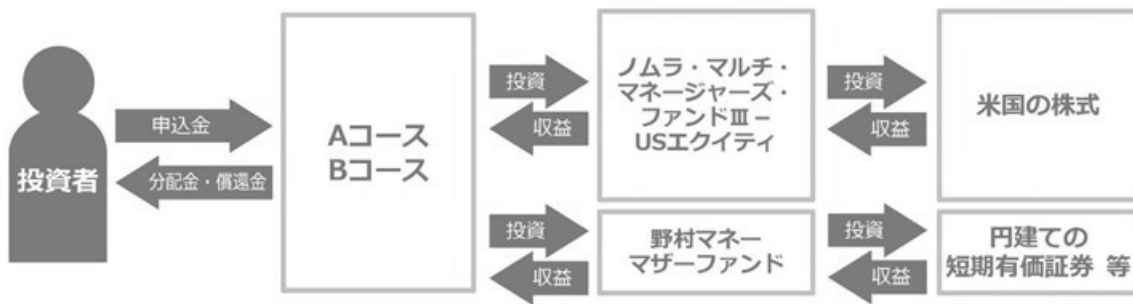 投資者
申込金
分配金・償還金
Aコース
Bコース
投資
収益
ノムラ・マルチ・
マネージャーズ・
ファンドⅢ－
USエクイティ
投資
収益
米国の株式
投資
収益
野村マネー
マザーファンド
投資
収益
円建ての
短期有価証券 等